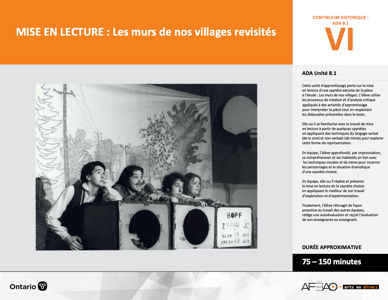 MISE EN LECTURE : Les murs de nos villages revisités
CONTINUUM HISTORIQUE :
ADA 8.1
VI
ADA Unité 8.1
Cette unité d'apprentissage porte sur la mise
en lecture d'une saynète extraite de la pièce
à l'étude : Les murs de nos villages. L'élève utilise
les processus de création et d'analyse critique
appliqués à des activités d'apprentissage
pour interpréter la pièce tout en respectant
les didascalies présentées dans le texte.
Elle ou il se familiarise avec le travail de mise
en lecture à partir de quelques saynètes
en appliquant des techniques du langage verbal
(de la voix) et non verbal (de mime) pour explorer
cette forme de représentation.
En équipe, l'élève approfondit, par improvisation,
sa compréhension et ses habiletés en lien avec
les techniques vocales et de mime pour incarner
les personnages et la situation dramatique
d'une saynète choisie.
En équipe, elle ou il répète et présente
la mise en lecture de la saynète choisie
en appliquant le meilleur de son travail
d'exploration et d'expérimentation.
Finalement, l'élève rétroagit de façon
proactive au travail des autres équipes,
rédige une autoévaluation et reçoit l'évaluation
de son enseignante ou enseignant.
DURÉE APPROXIMATIVE
75 – 150 minutes
Ontario
AFEAO
arts en direct